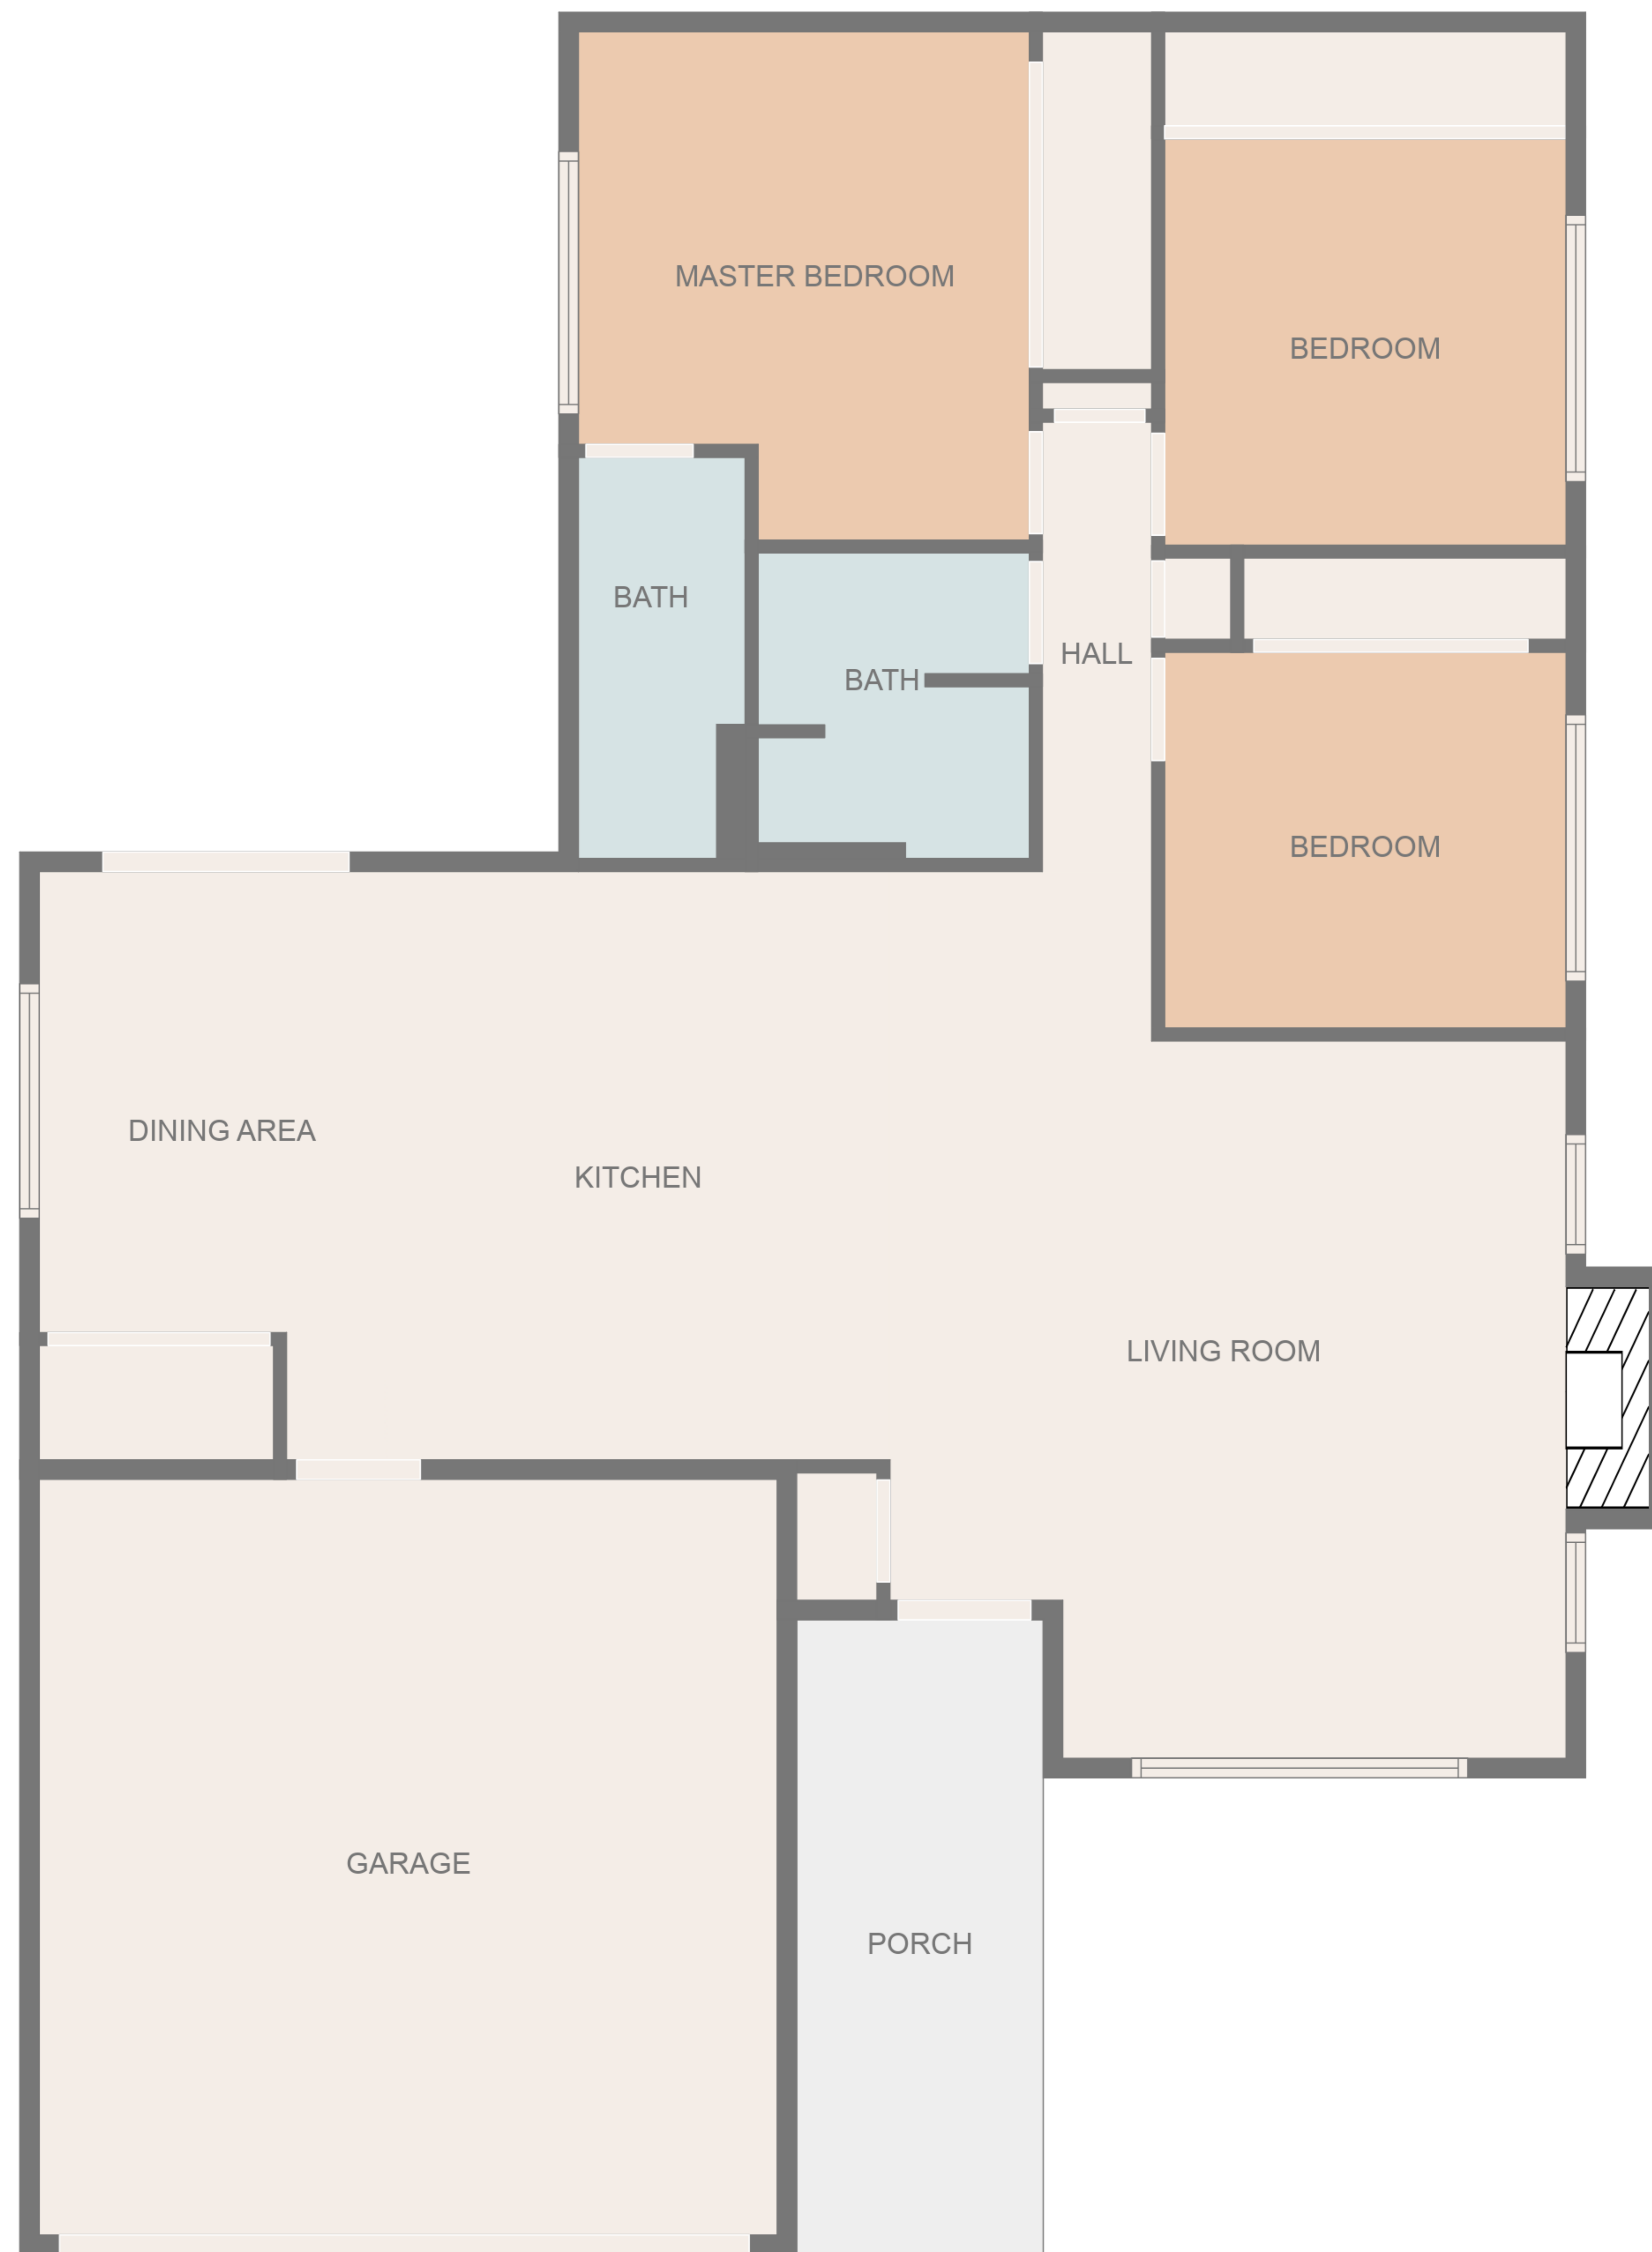 MASTER BEDROOM
BEDROOM
BATH
HALL
BATH
BEDROOM
DINING AREA
KITCHEN
LIVING ROOM
GARAGE
PORCH